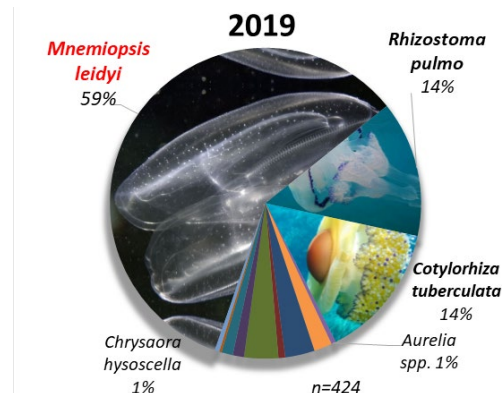 2019
Mnemiopsis
leidyi
59%
Rhizostoma
pulmo
14%
Cotylorhiza
tuberculata
14%
Aurelia
spp. 1%
Chrysaora
hysoscella
1%
n=424